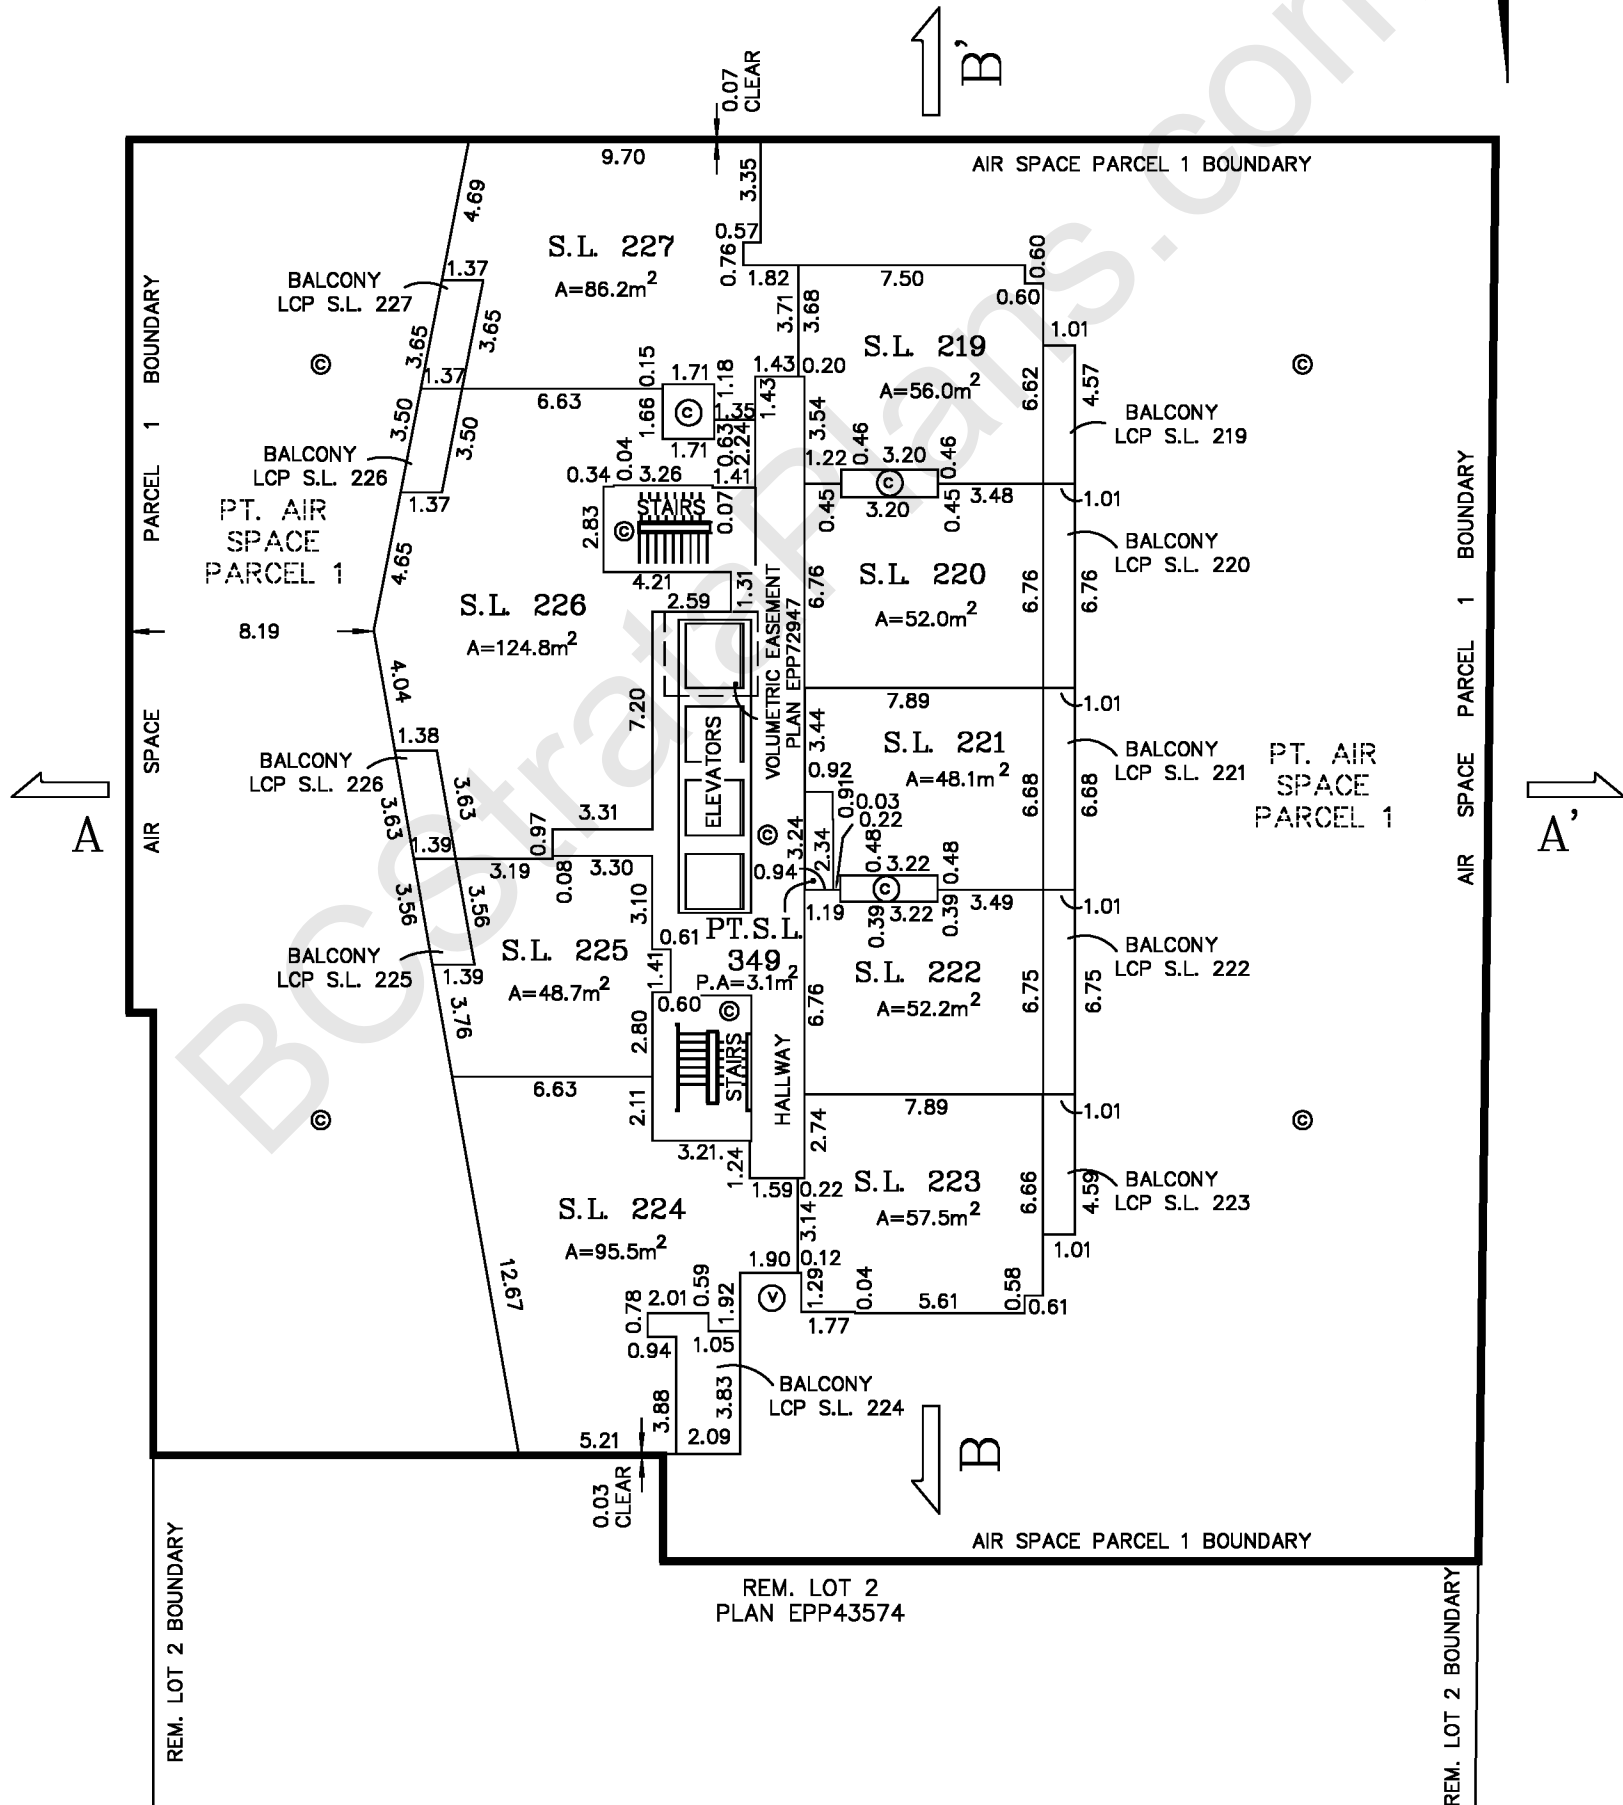 B'
0.07
CLEAR
9.70
3.35
AIR SPACE PARCEL 1 BOUNDARY
4.69
0.57
0.76
S.L. 227
A=86.2m²
1.82
7.50
0.60
0.60
BALCONY
LCP S.L. 227
1.37
3.65
3.65
3.71
3.68
1.01
S.L. 219
A=56.0m²
6.62
4.57
BALCONY
LCP S.L. 219
©
©
1.37
6.63
0.15
1.71
1.18
1.43
0.20
1.43
1.66
©
1.35
0.63
2.24
1.71
3.54
3.50
3.50
BALCONY
LCP S.L. 226
1.37
0.34
0.04
3.26
1.41
0.07
STAIRS
©
2.83
4.21
1.22
0.46
3.20
0.46
©
0.45
3.20
0.45
3.48
1.01
PT. AIR
SPACE
PARCEL 1
4.65
8.19
S.L. 226
A=124.8m²
2.59
1.31
VOLUMETRIC EASEMENT
PLAN EPP72947
6.76
S.L. 220
A=52.0m²
6.76
6.76
BALCONY
LCP S.L. 220
7.89
1.01
4.04
7.20
ELEVATORS
3.44
S.L. 221
A=48.1m²
6.68
6.68
BALCONY
LCP S.L. 221
PT. AIR
SPACE
PARCEL 1
A
A'
1.38
BALCONY
LCP S.L. 226
3.63
3.63
3.31
0.97
1.39
3.19
0.08
3.30
©
0.92
0.91
0.03
0.22
3.24
2.34
0.94
0.48
3.22
0.48
©
1.19
0.39
3.22
0.39
3.49
1.01
3.56
3.56
3.10
0.61
PT.S.L.
349
P.A=3.1m²
BALCONY
LCP S.L. 225
1.39
S.L. 225
A=48.7m²
1.41
0.60
©
STAIRS
HALLWAY
6.76
S.L. 222
A=52.2m²
6.75
6.75
BALCONY
LCP S.L. 222
3.76
2.80
6.63
2.11
7.89
1.01
©
©
3.21
1.24
1.59
0.22
2.74
S.L. 223
A=57.5m²
6.66
4.59
BALCONY
LCP S.L. 223
1.01
S.L. 224
A=95.5m²
3.14
1.90
0.12
12.67
0.78
2.01
0.59
1.92
V
1.29
0.04
5.61
0.58
0.61
1.77
0.94
1.05
3.88
3.83
BALCONY
LCP S.L. 224
5.21
2.09
0.03
CLEAR
B
AIR SPACE PARCEL 1 BOUNDARY
REM. LOT 2
PLAN EPP43574
AIR SPACE PARCEL 1 BOUNDARY
AIR SPACE PARCEL 1 BOUNDARY
REM. LOT 2 BOUNDARY
REM. LOT 2 BOUNDARY
BCStrataPlans.com